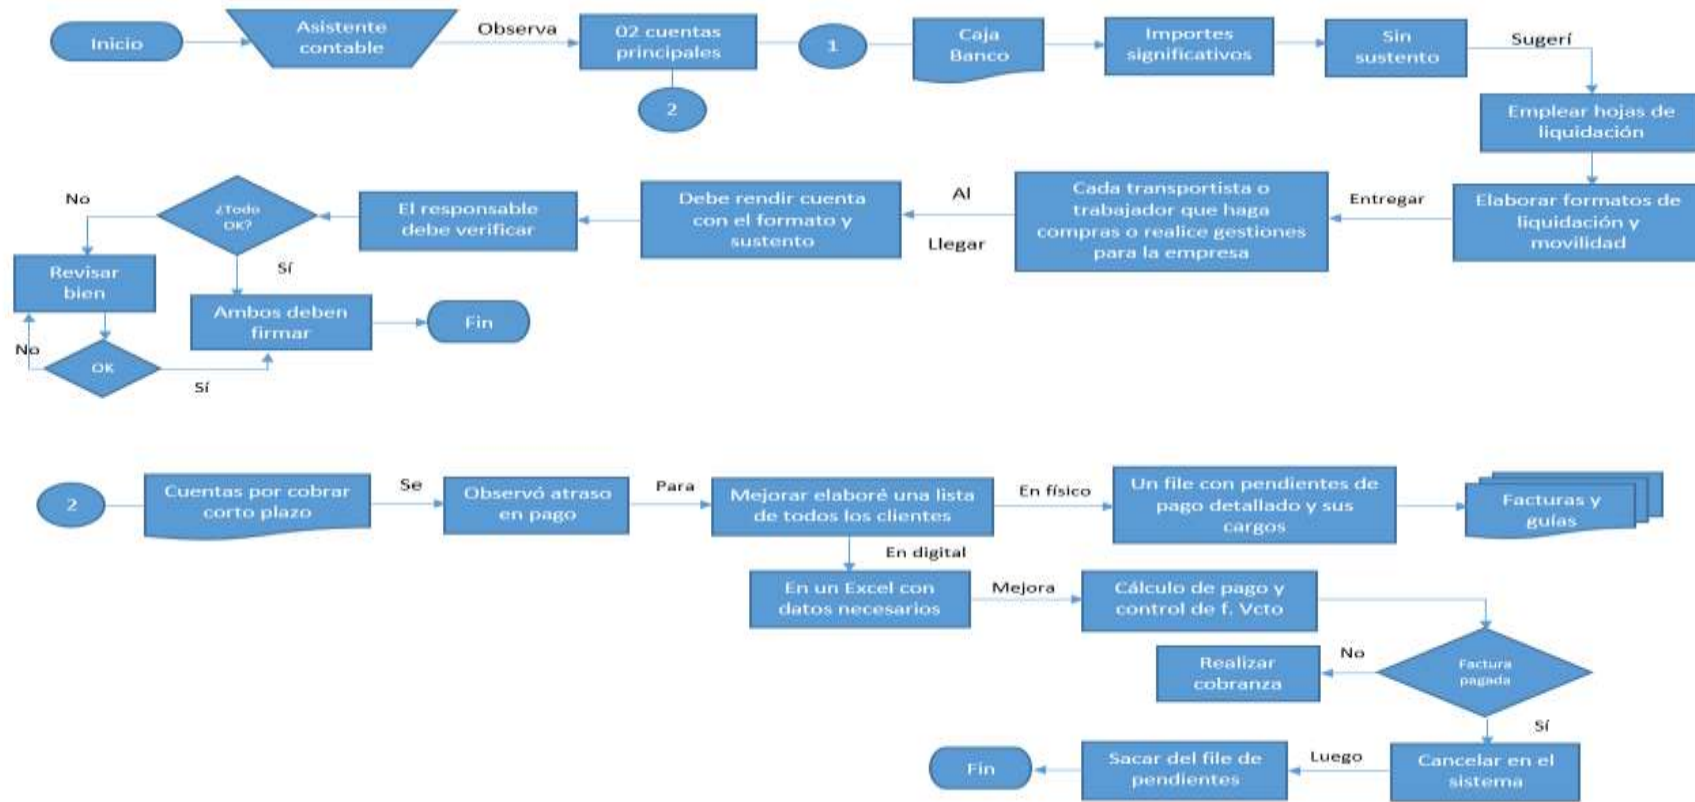 Inicio
Asistente
contable
Observa
02 cuentas
principales
1
2
Caja
Banco
Importes
significativos
Sin
sustento
Sugerí
Emplear hojas de
liquidación
Elaborar formatos de
liquidación y
movilidad
Entregar
Cada transportista o
trabajador que haga
compras o realice gestiones
para la empresa
Al
Llegar
Debe rendir cuenta
con el formato y
sustento
El responsable
debe verificar
¿Todo
OK?
No
Sí
Revisar
bien
OK
No
Sí
Ambos deben
firmar
Fin
2
Cuentas por cobrar
corto plazo
Se
Observó atraso
en pago
Para
Mejorar elaboré una lista
de todos los clientes
En físico
Un file con pendientes de
pago detallado y sus
cargos
Facturas y
guías
En digital
En un Excel con
datos necesarios
Mejora
Cálculo de pago y
control de f. Vcto
Factura
pagada
No
Realizar
cobranza
Sí
Cancelar en el
sistema
Luego
Sacar del file de
pendientes
Fin